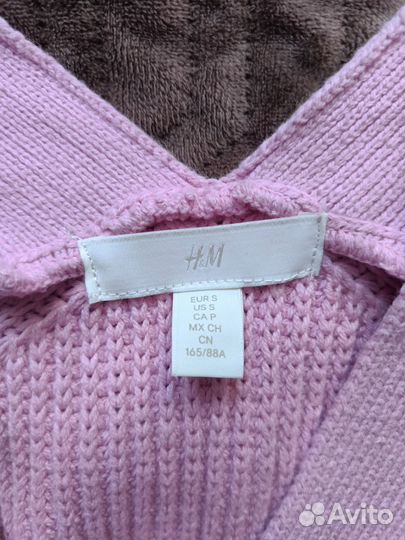 H&M
EUR S
US S
CA P
MX CH
CN
165/88A
Avito